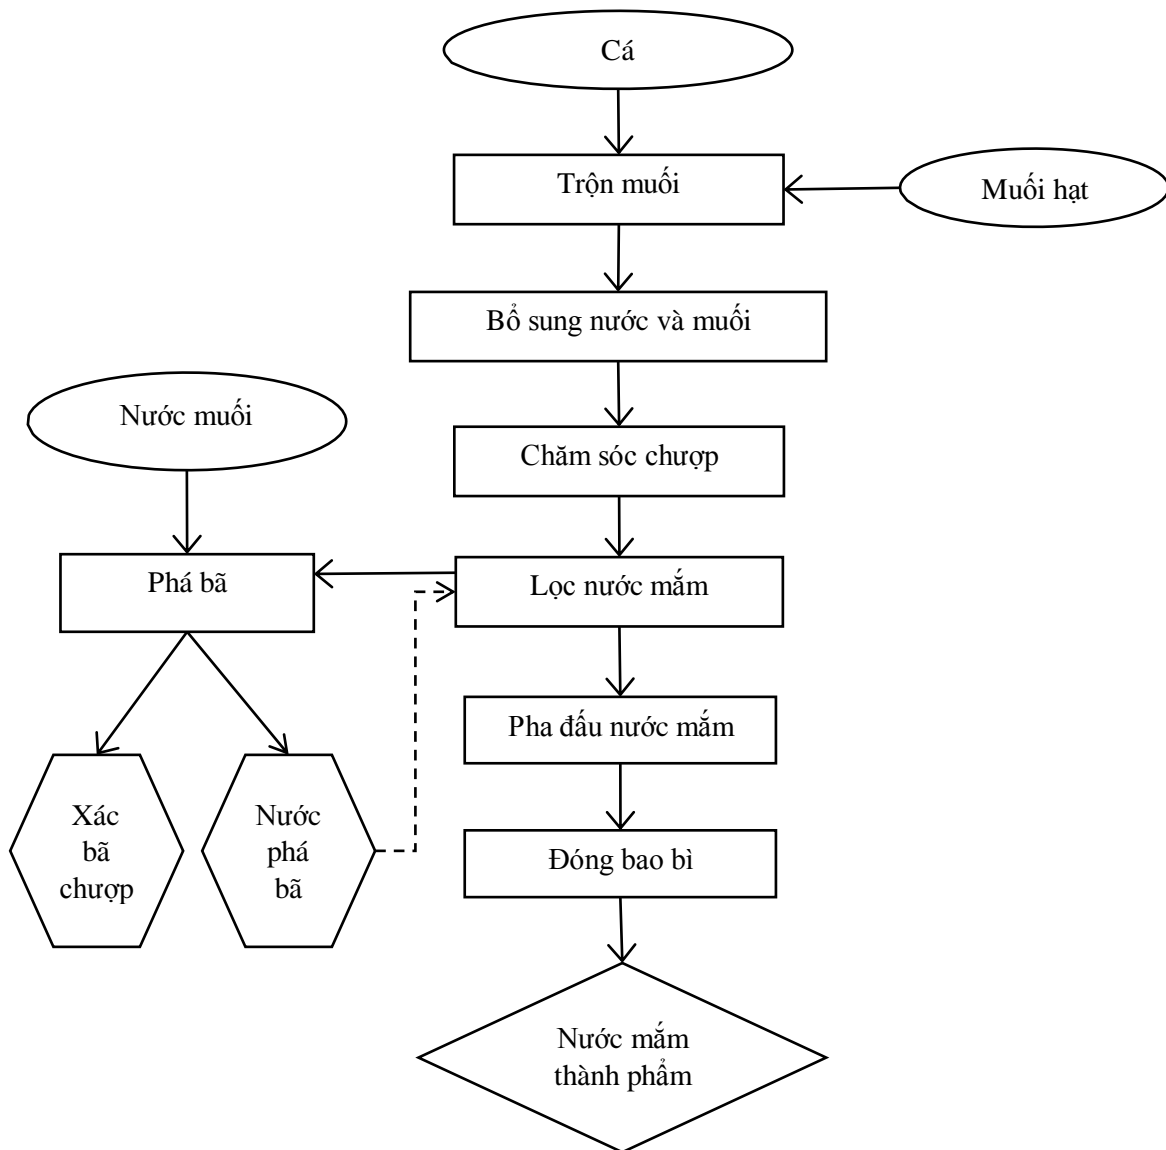 Cá
Trộn muối
Muối hạt
Bổ sung nước và muối
Nước muối
Chăm sóc chượp
Phá bã
Lọc nước mắm
Pha đấu nước mắm
Xác
bã
chượp
Nước
phá
bã
Đóng bao bì
Nước mắm
thành phẩm